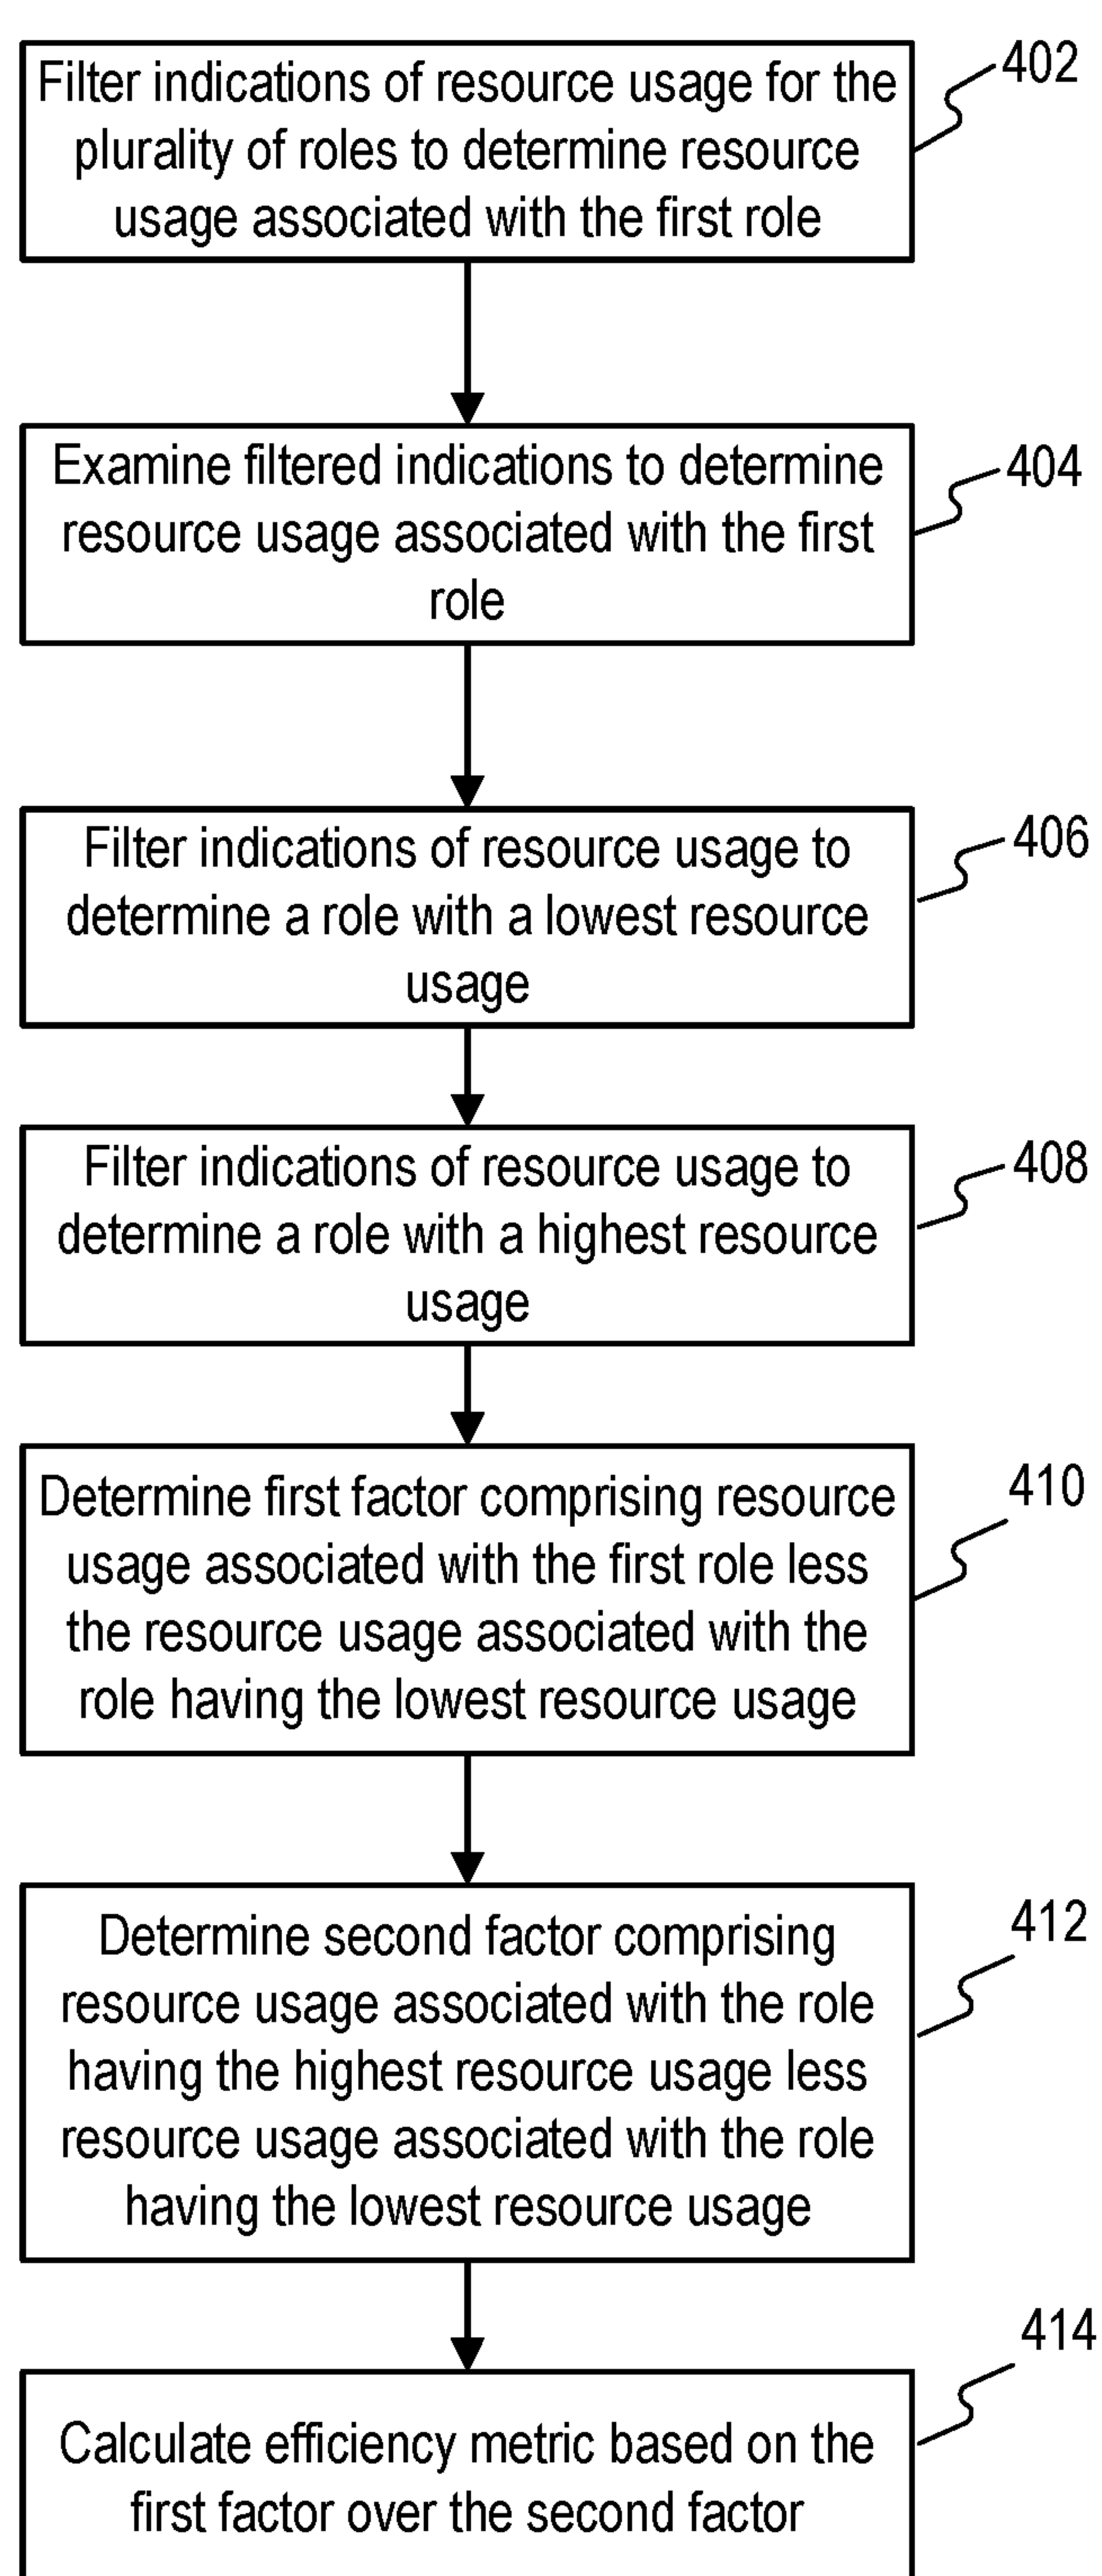 Filter indications of resource usage for the
plurality of roles to determine resource
usage associated with the first role
402
Examine filtered indications to determine
resource usage associated with the first
role
404
Filter indications of resource usage to
determine a role with a lowest resource
usage
406
Filter indications of resource usage to
determine a role with a highest resource
usage
408
Determine first factor comprising resource
usage associated with the first role less
the resource usage associated with the
role having the lowest resource usage
410
Determine second factor comprising
resource usage associated with the role
having the highest resource usage less
resource usage associated with the role
having the lowest resource usage
412
Calculate efficiency metric based on the
first factor over the second factor
414